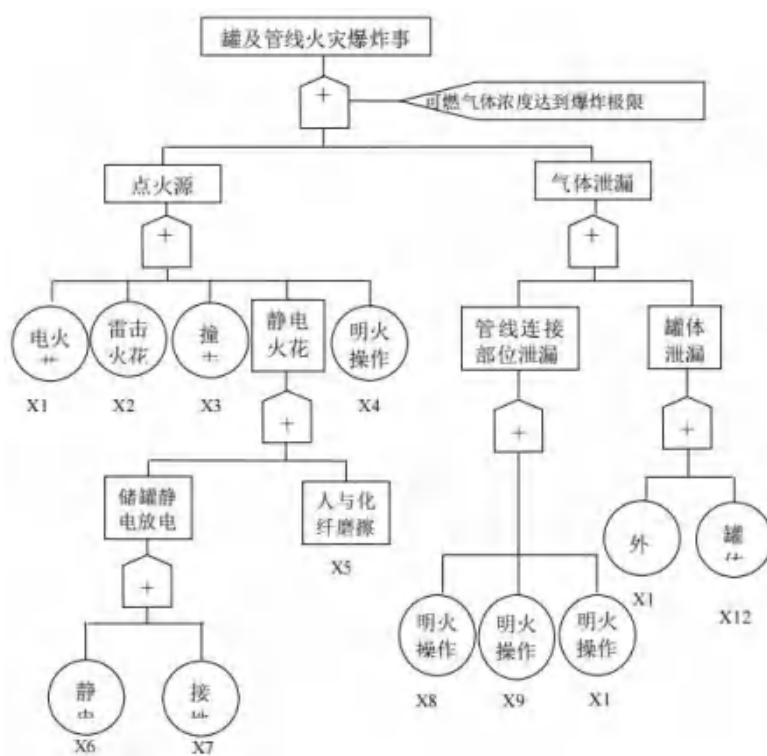 罐及管线火灾爆炸事
+
可燃气体浓度达到爆炸极限
点火源
气体泄漏
+
+
电火
雷击
火花
撞
静电
火花
明火
操作
管线连接
部位泄漏
罐体
泄漏
X1
X2
X3
X4
+
+
+
储罐静
电放电
人与化
纤磨擦
外
罐
X5
X1
X12
+
明火
操作
明火
操作
明火
操作
静
接
X8
X9
X1
X6
X7